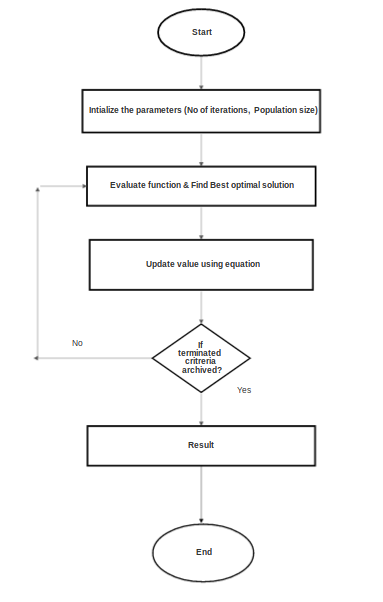 Start
Intialize the parameters (No of iterations, Population size)
Evaluate function & Find Best optimal solution
Update value using equation
If
terminated
critreria
archived?
No
Yes
Result
End